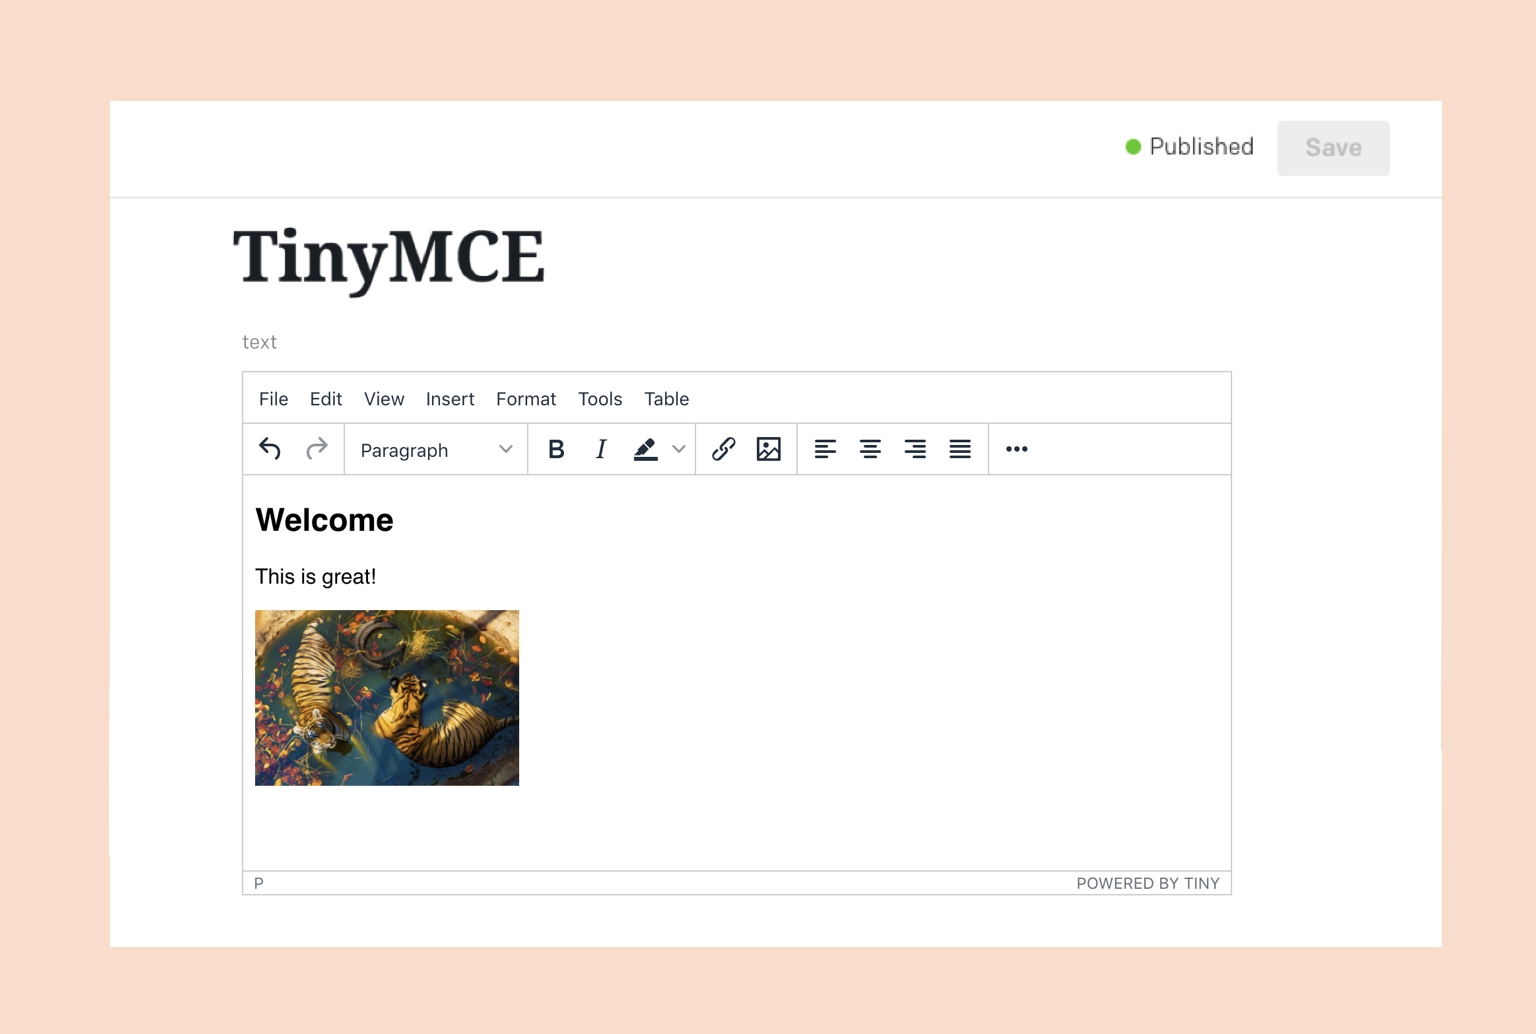 Published Save
TinyMCE
text
File Edit View Insert Format Tools Table
Paragraph B I
Welcome
This is great!
P POWERED BY TINY